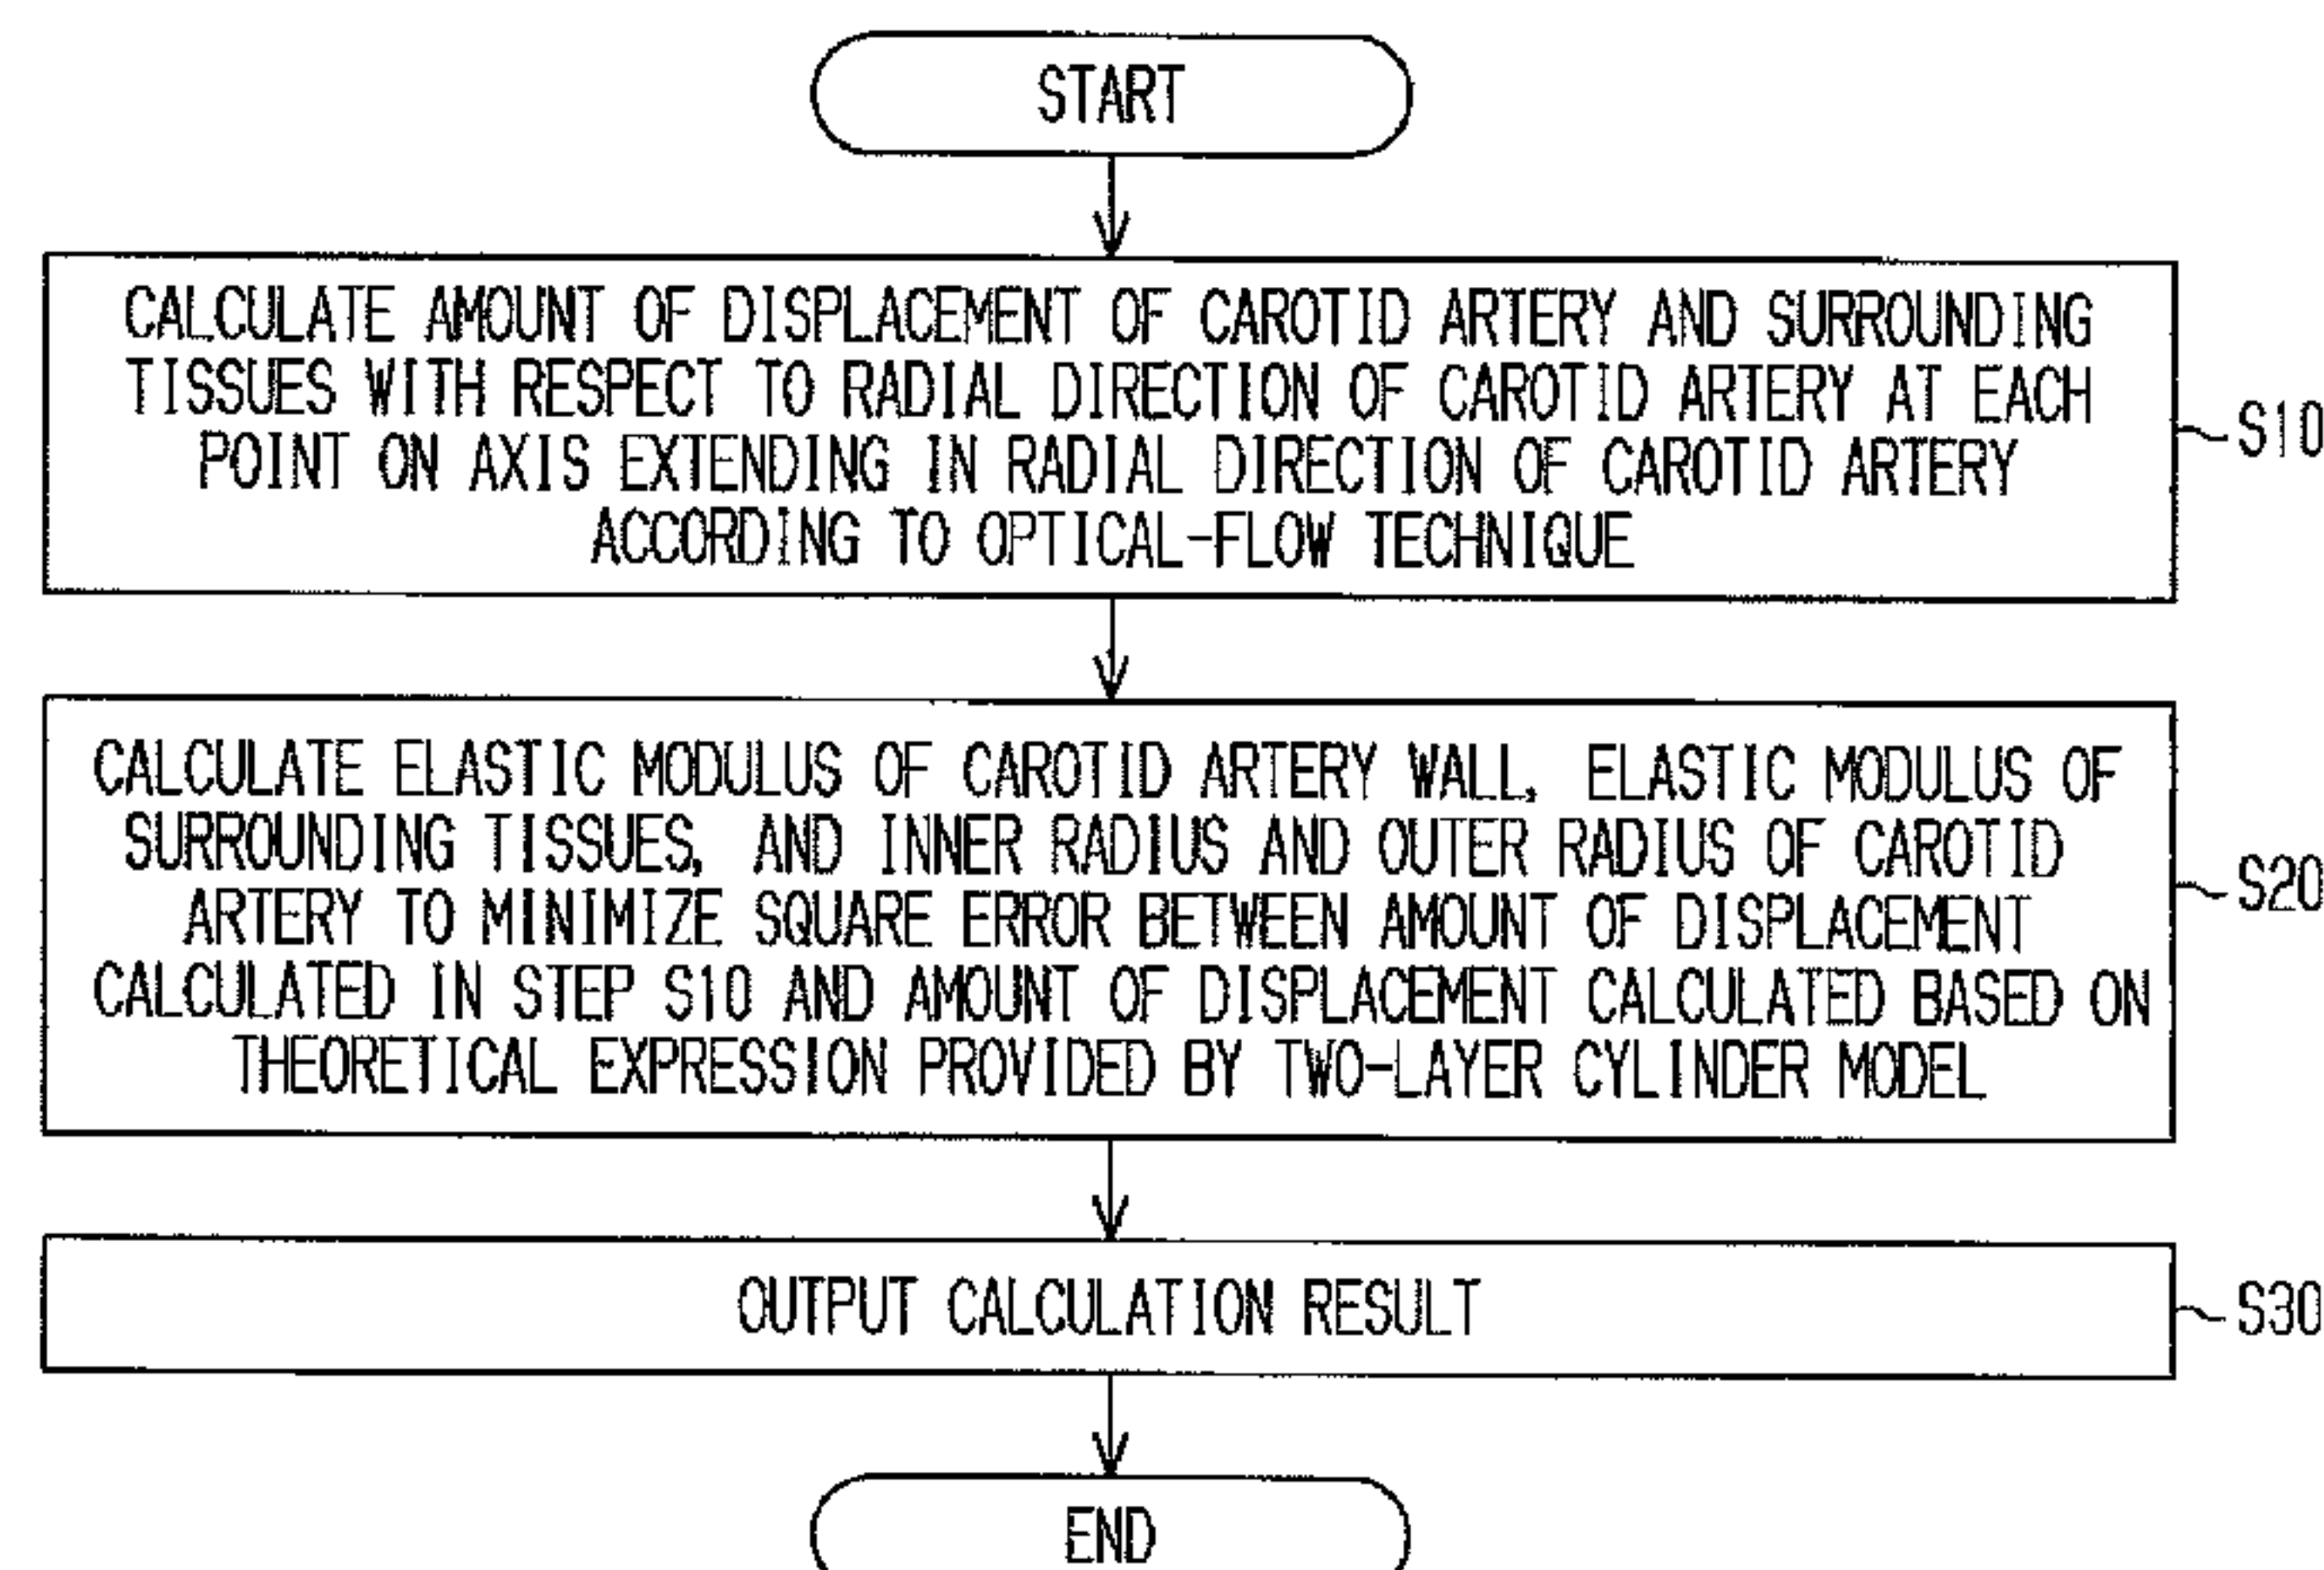 START
CALCULATE AMOUNT OF DISPLACEMENT OF CAROTID ARTERY AND SURROUNDING
TISSUES WITH RESPECT TO RADIAL DIRECTION OF CAROTID ARTERY AT EACH
POINT ON AXIS EXTENDING IN RADIAL DIRECTION OF CAROTID ARTERY
ACCORDING TO OPTICAL-FLOW TECHNIQUE
S10
CALCULATE ELASTIC MODULUS OF CAROTID ARTERY WALL, ELASTIC MODULUS OF
SURROUNDING TISSUES, AND INNER RADIUS AND OUTER RADIUS OF CAROTID
ARTERY TO MINIMIZE SQUARE ERROR BETWEEN AMOUNT OF DISPLACEMENT
CALCULATED IN STEP S10 AND AMOUNT OF DISPLACEMENT CALCULATED BASED ON
THEORETICAL EXPRESSION PROVIDED BY TWO-LAYER CYLINDER MODEL
S20
OUTPUT CALCULATION RESULT
S30
END